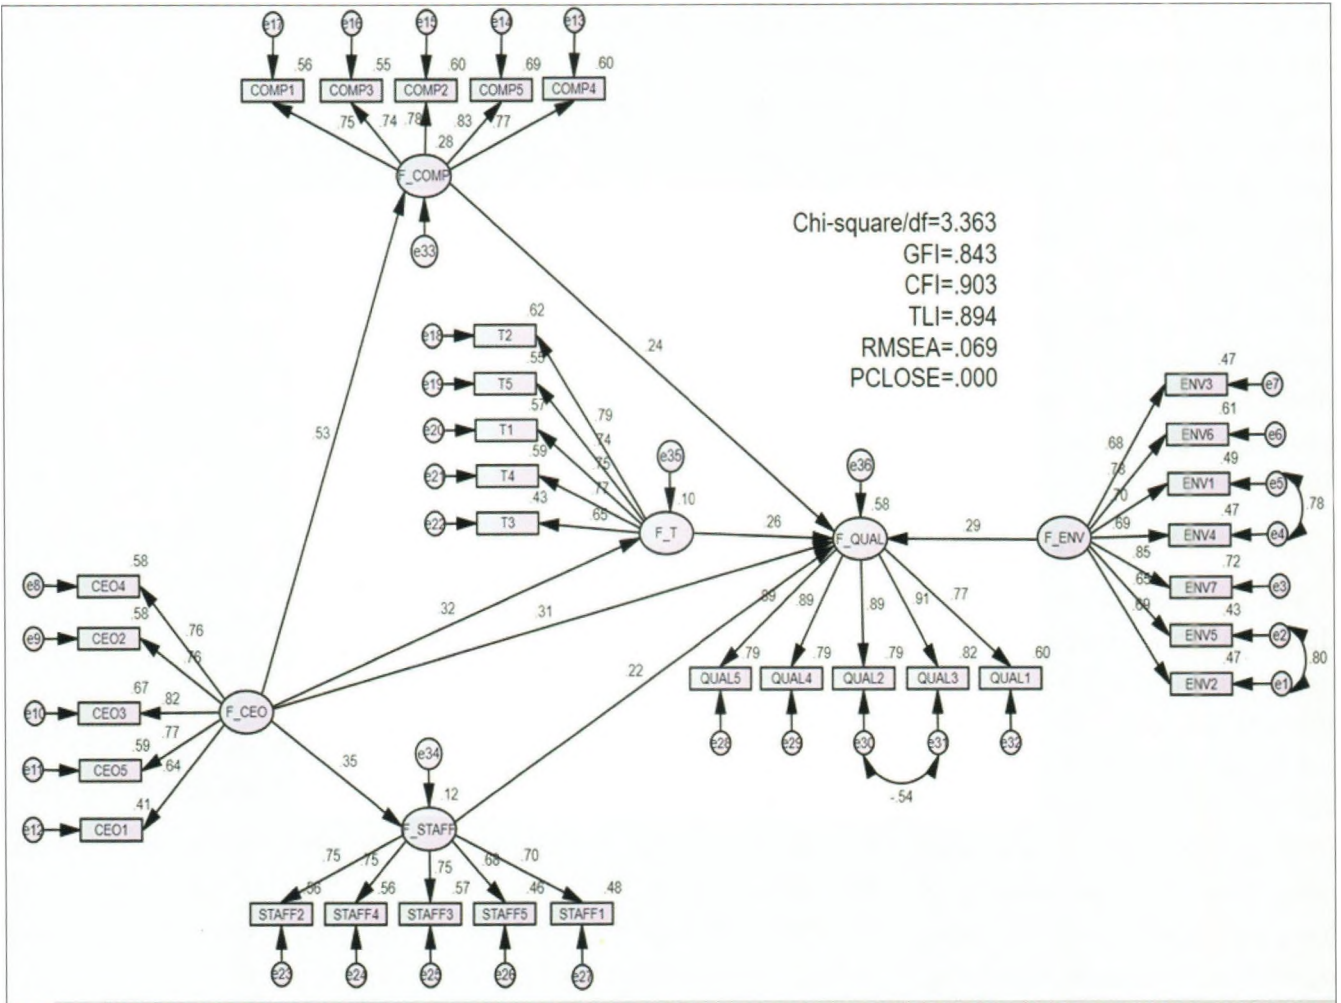 e17 e16 e15 e14 e13
.56 .55 .60 .69 .60
COMP1 COMP3 COMP2 COMP5 COMP4
.75 .74 .78 .83 .77
.28
F_COMP
e33
Chi-square/df=3.363
GFI=.843
CFI=.903
TLI=.894
RMSEA=.069
PCLOSE=.000
.53
.24
.62
e18 T2
.55
e19 T5
.57
e20 T1
.59
e21 T4
.43
e22 T3
.79
.74
.75
.77
.65
e35
.10
F_T
.26
e36
.58
F_QUAL
.29
F_ENV
.47
ENV3 e7
.61
ENV6 e6
.49
ENV1 e5
.78
.47
ENV4 e4
.72
ENV7 e3
.43
ENV5 e2
.80
.47
ENV2 e1
.68
.78
.70
.69
.85
.65
.69
.32
.31
.22
.89 .89 .89 .91 .77
.79 .79 .79 .82 .60
QUAL5 QUAL4 QUAL2 QUAL3 QUAL1
e28 e29 e30 e31 e32
-.54
.58
e8 CEO4
.58
e9 CEO2
.67
e10 CEO3
.59
e11 CEO5
.41
e12 CEO1
.76
.76
.82
.77
.64
F_CEO
.35
e34
.12
F_STAFF
.75 .75 .75 .68 .70
.56 .56 .57 .46 .48
STAFF2 STAFF4 STAFF3 STAFF5 STAFF1
e23 e24 e25 e26 e27